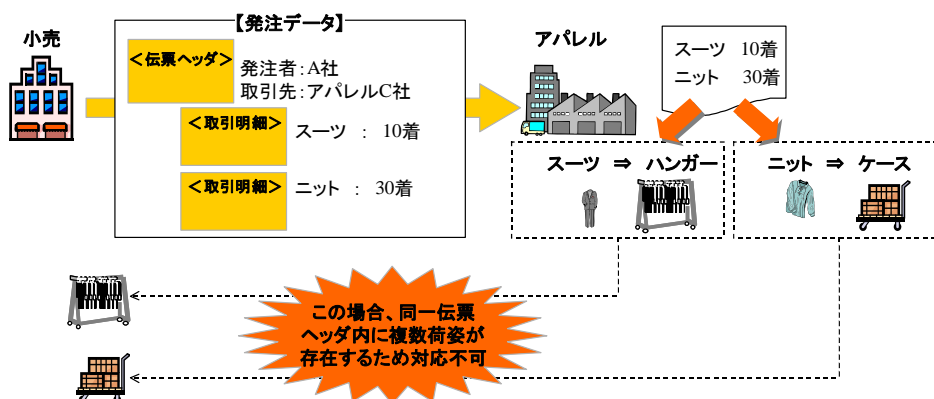 【発注データ】
小売
<伝票ヘッダ>
発注者:A社
取引先:アパレルC社
<取引明細>
スーツ : 10着
<取引明細>
ニット : 30着
アパレル
スーツ 10着
ニット 30着
スーツ ⇒ ハンガー
ニット ⇒ ケース
この場合、同一伝票
ヘッダ内に複数荷姿が
存在するため対応不可